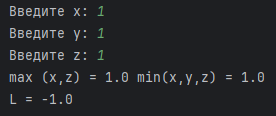 Введите x: 1
Введите y: 1
Введите z: 1
max (x,z) = 1.0 min(x,y,z) = 1.0
L = -1.0